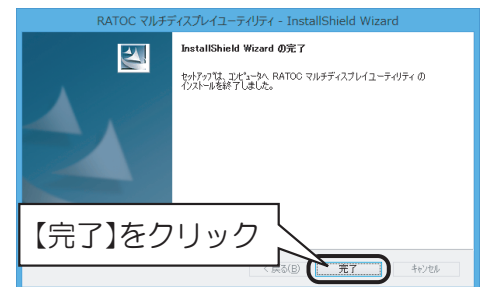 RATOC マルチディスプレイユーティリティ - InstallShield Wizard
InstallShield Wizard の完了
セットアップは、コンピュータへ RATOC マルチディスプレイユーティリティ の
インストールを終了しました。
【完了】をクリック
< 戻る(B)
完了
キャンセル